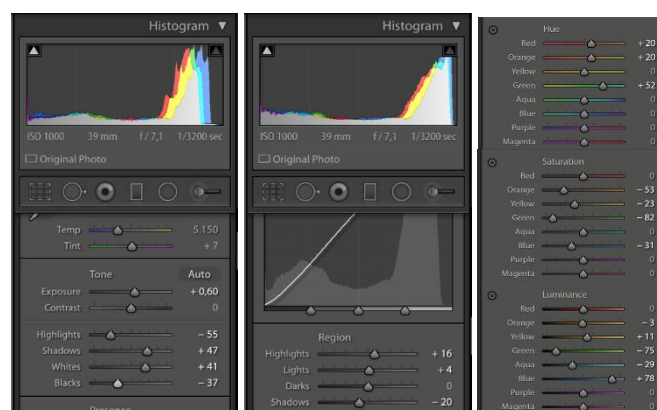 Histogram ▼
ISO 1000 39 mm f / 7,1 1/3200 sec
Original Photo
Temp 5.150
Tint + 7
Tone Auto
Exposure + 0,60
Contrast 0
Highlights − 55
Shadows + 47
Whites + 41
Blacks − 37
Presence
Histogram ▼
ISO 1000 39 mm f / 7,1 1/3200 sec
Original Photo
Region
Highlights + 16
Lights + 4
Darks 0
Shadows − 20
Hue
Red + 20
Orange + 20
Yellow 0
Green + 52
Aqua 0
Blue 0
Purple 0
Magenta 0
Saturation
Red 0
Orange − 53
Yellow − 23
Green − 82
Aqua 0
Blue − 31
Purple 0
Magenta 0
Luminance
Red 0
Orange − 3
Yellow + 11
Green − 75
Aqua − 29
Blue + 78
Purple 0
Magenta 0